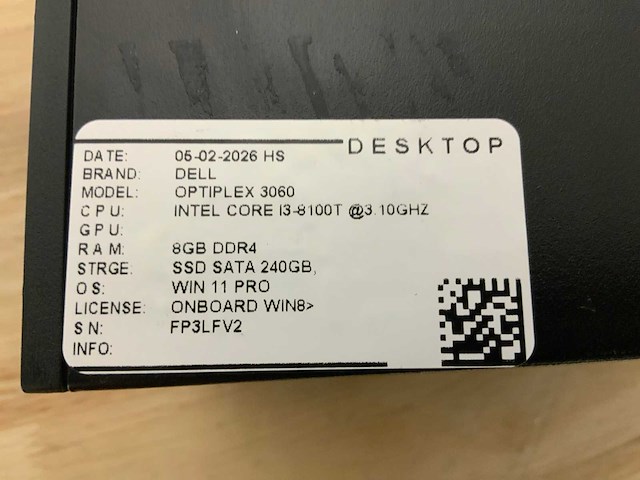 DESKTOP
DATE: 05-02-2026 HS
BRAND: DELL
MODEL: OPTIPLEX 3060
CPU: INTEL CORE I3-8100T @3.10GHZ
GPU:
RAM: 8GB DDR4
STRGE: SSD SATA 240GB,
OS: WIN 11 PRO
LICENSE: ONBOARD WIN8>
SN: FP3LFV2
INFO: